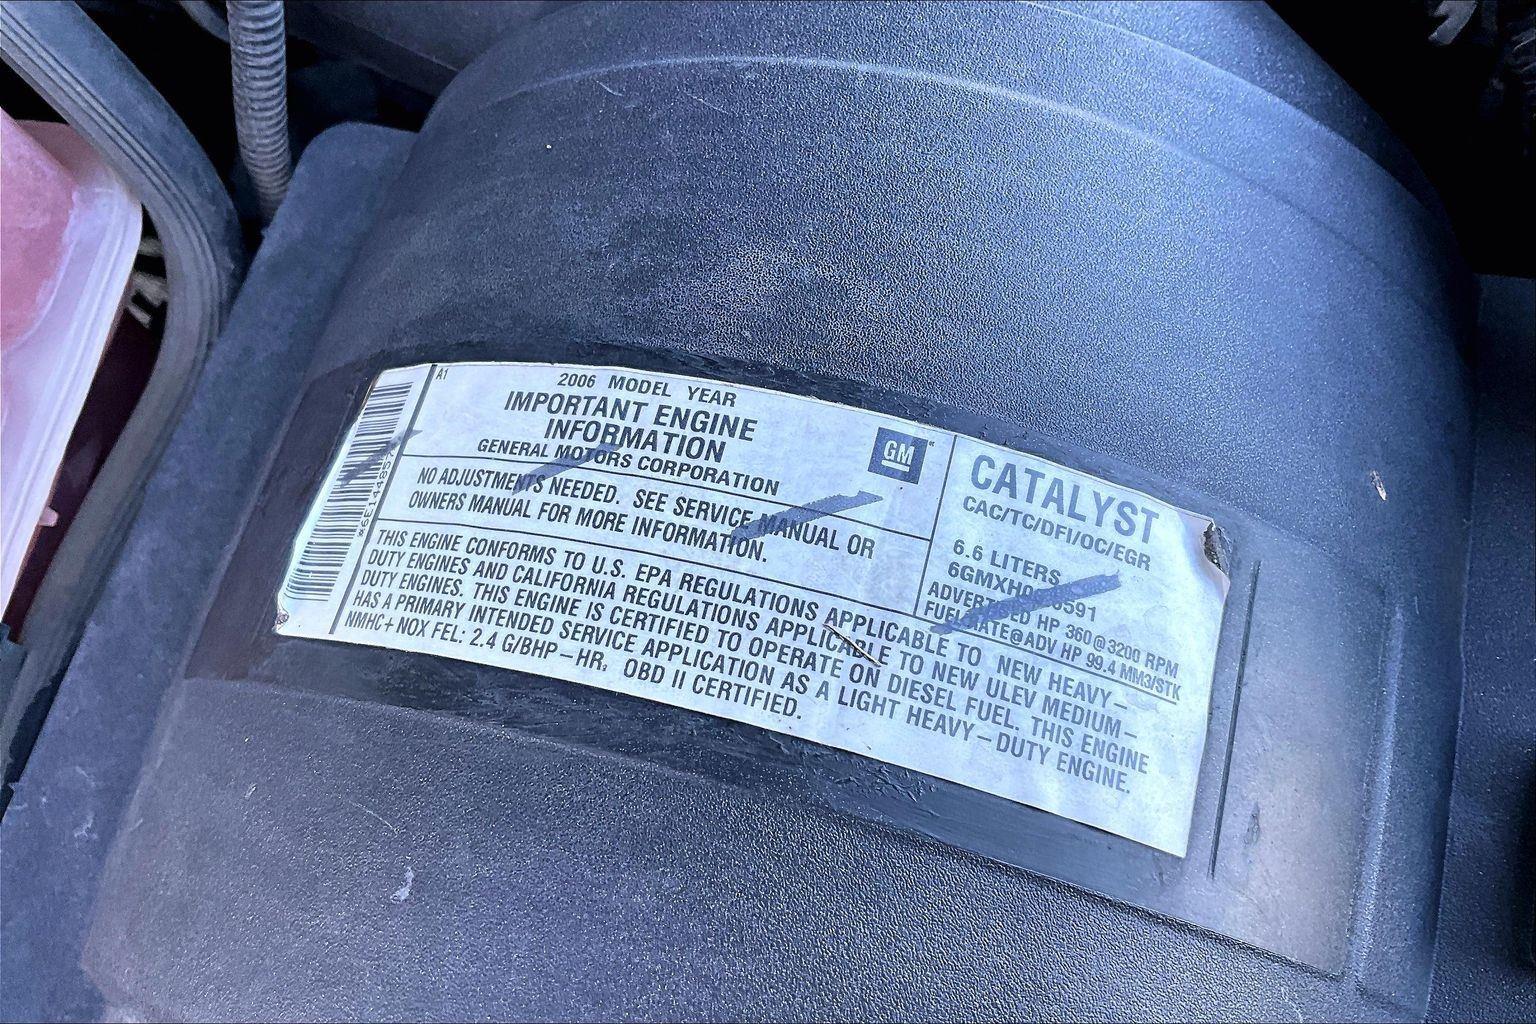 A1
2006 MODEL YEAR
IMPORTANT ENGINE
INFORMATION
GENERAL MOTORS CORPORATION
GM
NO ADJUSTMENTS NEEDED. SEE SERVICE MANUAL OR
OWNERS MANUAL FOR MORE INFORMATION.
CATALYST
CAC/TC/DFI/OC/EGR
6.6 LITERS
ADVERTISED HP 360@3200 RPM
FUEL RATE@ADV HP 99.4 MM3/STK
THIS ENGINE CONFORMS TO U.S. EPA REGULATIONS APPLICABLE TO NEW HEAVY-
DUTY ENGINES AND CALIFORNIA REGULATIONS APPLICABLE TO NEW ULEV MEDIUM-
DUTY ENGINES. THIS ENGINE IS CERTIFIED TO OPERATE ON DIESEL FUEL. THIS ENGINE
HAS A PRIMARY INTENDED SERVICE APPLICATION AS A LIGHT HEAVY-DUTY ENGINE.
NMHC+NOX FEL: 2.4 G/BHP-HR. OBD II CERTIFIED.